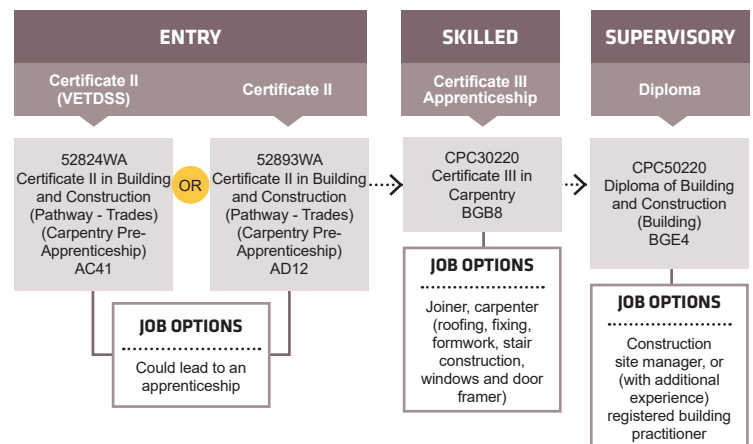 ENTRY
Certificate II
(VETDSS)
Certificate II
52824WA
Certificate II in Building
and Construction
(Pathway - Trades)
(Carpentry Pre-
Apprenticeship)
AC41
OR
52893WA
Certificate II in Building
and Construction
(Pathway - Trades)
(Carpentry Pre-
Apprenticeship)
AD12
JOB OPTIONS
Could lead to an
apprenticeship
SKILLED
Certificate III
Apprenticeship
CPC30220
Certificate III in
Carpentry
BGB8
JOB OPTIONS
Joiner, carpenter
(roofing, fixing,
formwork, stair
construction,
windows and door
framer)
SUPERVISORY
Diploma
CPC50220
Diploma of Building
and Construction
(Building)
BGE4
JOB OPTIONS
Construction
site manager, or
(with additional
experience)
registered building
practitioner